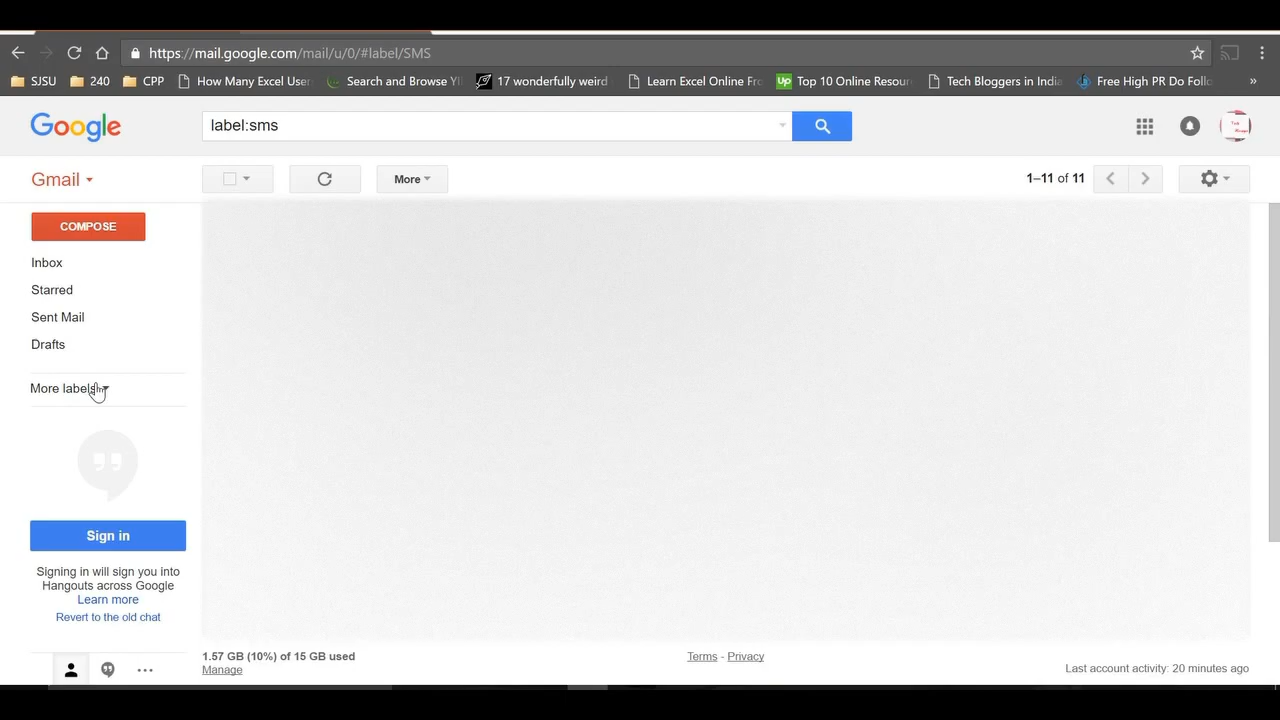 https://mail.google.com/mail/u/0/#label/SMS
SJSU 240 CPP How Many Excel User Search and Browse YI 17 wonderfully weird Learn Excel Online Fro Top 10 Online Resour Tech Bloggers in India Free High PR Do Follo »
Google
label:sms
Gmail
More
1–11 of 11
COMPOSE
Inbox
Starred
Sent Mail
Drafts
More labels
Sign in
Signing in will sign you into
Hangouts across Google
Learn more
Revert to the old chat
1.57 GB (10%) of 15 GB used
Manage
Terms - Privacy
Last account activity: 20 minutes ago